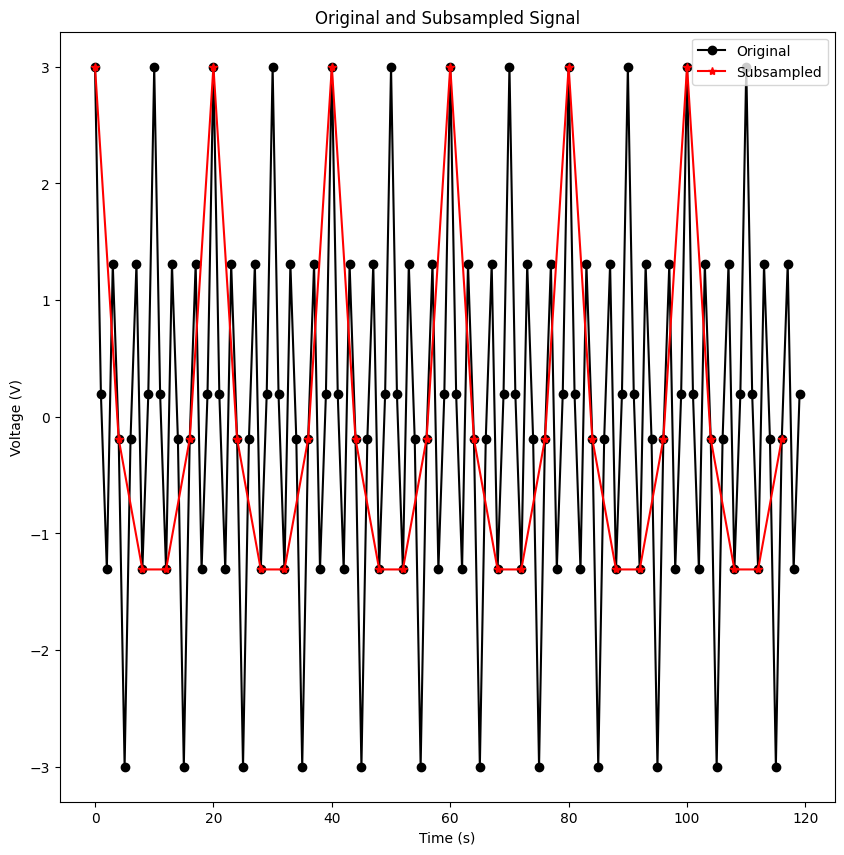 Original and Subsampled Signal
Original
Subsampled
3
2
1
0
−1
−2
−3
Voltage (V)
0 20 40 60 80 100 120
Time (s)